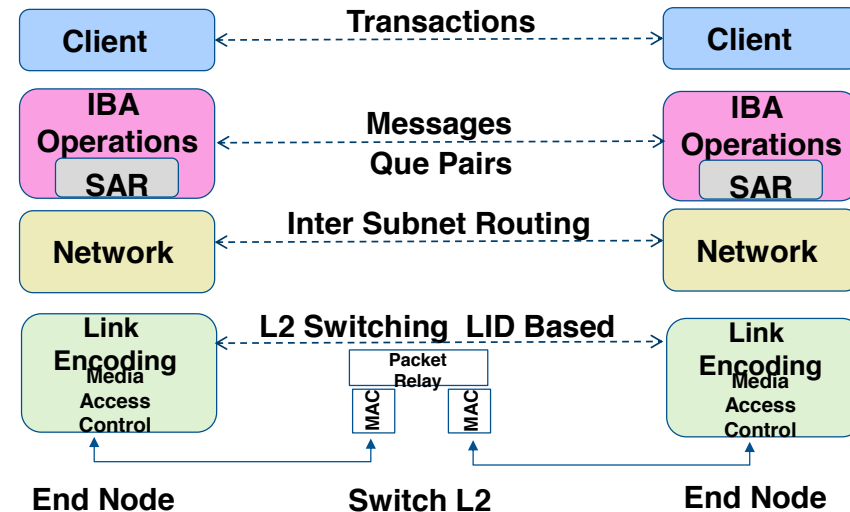 Transactions
Client
Client
IBA
Operations
SAR
Messages
Que Pairs
IBA
Operations
SAR
Inter Subnet Routing
Network
Network
L2 Switching LID Based
Link
Encoding
Media
Access
Control
Packet
Relay
MAC
MAC
Link
Encoding
Media
Access
Control
End Node
Switch L2
End Node